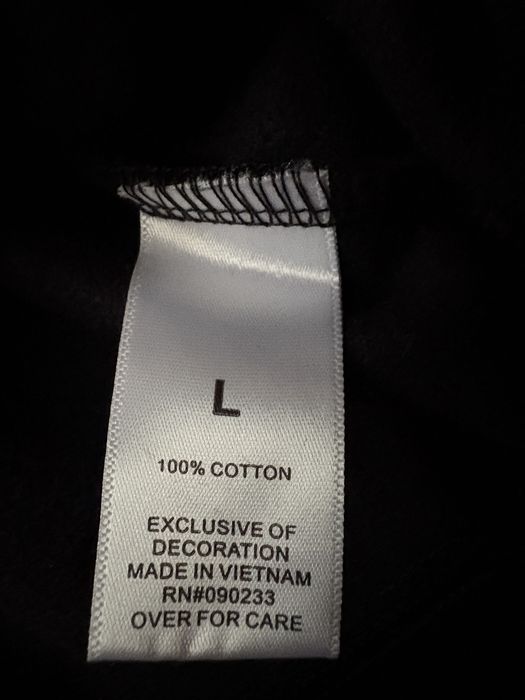 L
100% COTTON
EXCLUSIVE OF
DECORATION
MADE IN VIETNAM
RN#090233
OVER FOR CARE